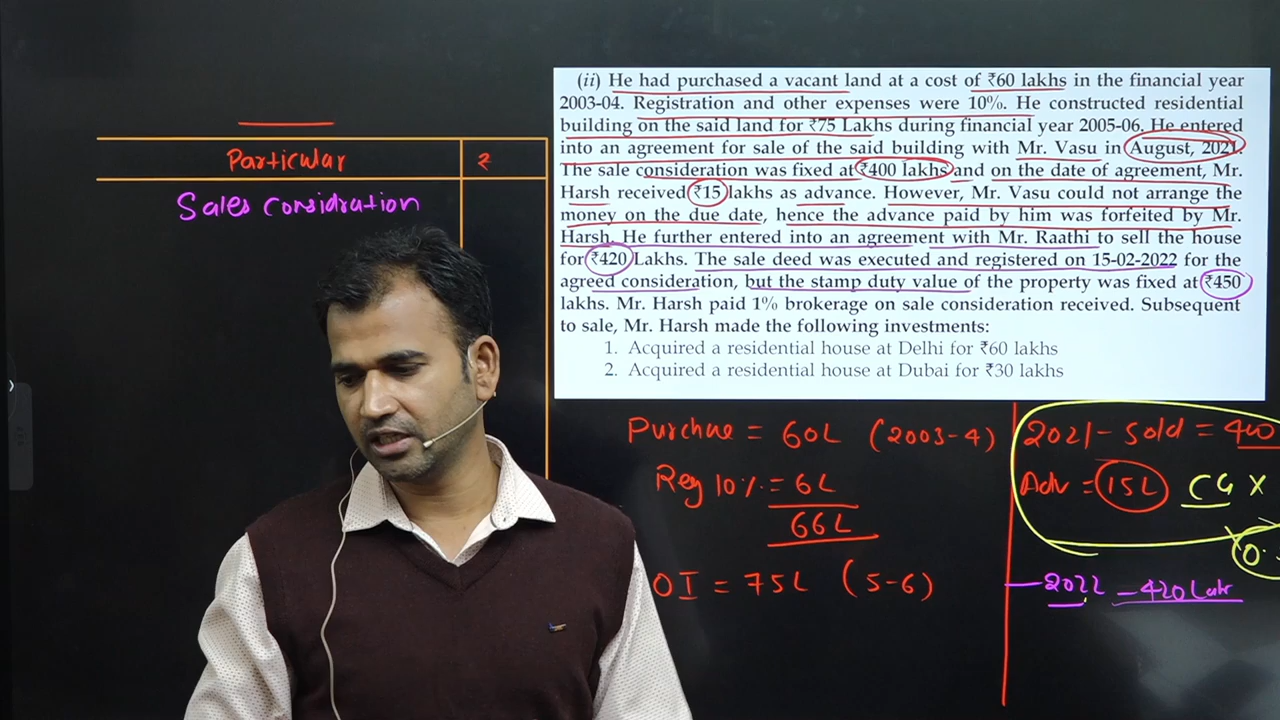 Particular ₹
Sales Considration
(ii) He had purchased a vacant land at a cost of ₹60 lakhs in the financial year
2003-04. Registration and other expenses were 10%. He constructed residential
building on the said land for ₹75 Lakhs during financial year 2005-06. He entered
into an agreement for sale of the said building with Mr. Vasu in August, 2021.
The sale consideration was fixed at ₹400 lakhs and on the date of agreement, Mr.
Harsh received ₹15 lakhs as advance. However, Mr. Vasu could not arrange the
money on the due date, hence the advance paid by him was forfeited by Mr.
Harsh. He further entered into an agreement with Mr. Raathi to sell the house
for ₹420 Lakhs. The sale deed was executed and registered on 15-02-2022 for the
agreed consideration, but the stamp duty value of the property was fixed at ₹450
lakhs. Mr. Harsh paid 1% brokerage on sale consideration received. Subsequent
to sale, Mr. Harsh made the following investments:
1. Acquired a residential house at Delhi for ₹60 lakhs
2. Acquired a residential house at Dubai for ₹30 lakhs
Purchae = 60L (2003-4)
Reg 10% = 6L
66L
OI = 75L (5-6)
2021 - Sold = 400
Adv = 15L CG X
2022 - 420 Lakh